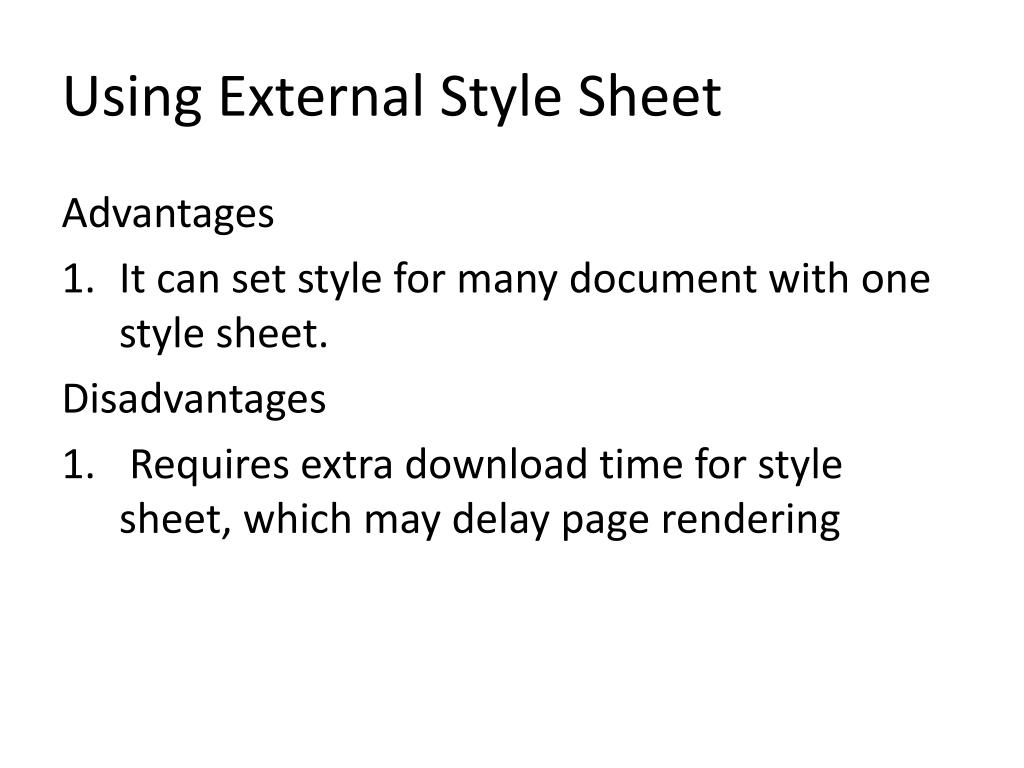 Using External Style Sheet
Advantages
1. It can set style for many document with one
style sheet.
Disadvantages
1. Requires extra download time for style
sheet, which may delay page rendering